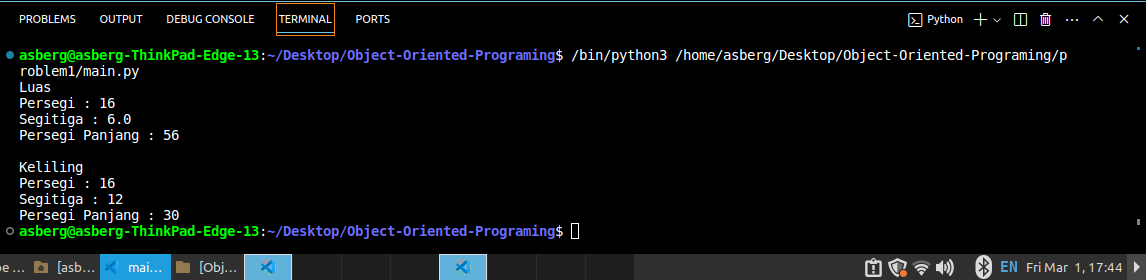 PROBLEMS OUTPUT DEBUG CONSOLE TERMINAL PORTS Python
asberg@asberg-ThinkPad-Edge-13:~/Desktop/Object-Oriented-Programing$ /bin/python3 /home/asberg/Desktop/Object-Oriented-Programing/p
roblem1/main.py
Luas
Persegi : 16
Segitiga : 6.0
Persegi Panjang : 56
Keliling
Persegi : 16
Segitiga : 12
Persegi Panjang : 30
asberg@asberg-ThinkPad-Edge-13:~/Desktop/Object-Oriented-Programing$
[asb... mai... [Obj... EN Fri Mar 1, 17:44